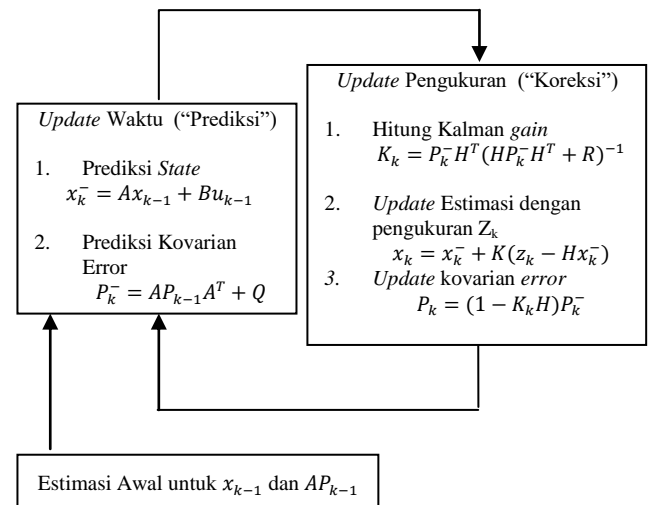 Update Waktu (“Prediksi”)
1. Prediksi State
x_k^- = Ax_{k-1} + Bu_{k-1}
2. Prediksi Kovarian
Error
P_k^- = AP_{k-1}A^T + Q
Update Pengukuran (“Koreksi”)
1. Hitung Kalman gain
K_k = P_k^- H^T (HP_k^- H^T + R)^{-1}
2. Update Estimasi dengan
pengukuran Z_k
x_k = x_k^- + K(z_k − Hx_k^-)
3. Update kovarian error
P_k = (1 − K_k H)P_k^-
Estimasi Awal untuk x_{k-1} dan AP_{k-1}